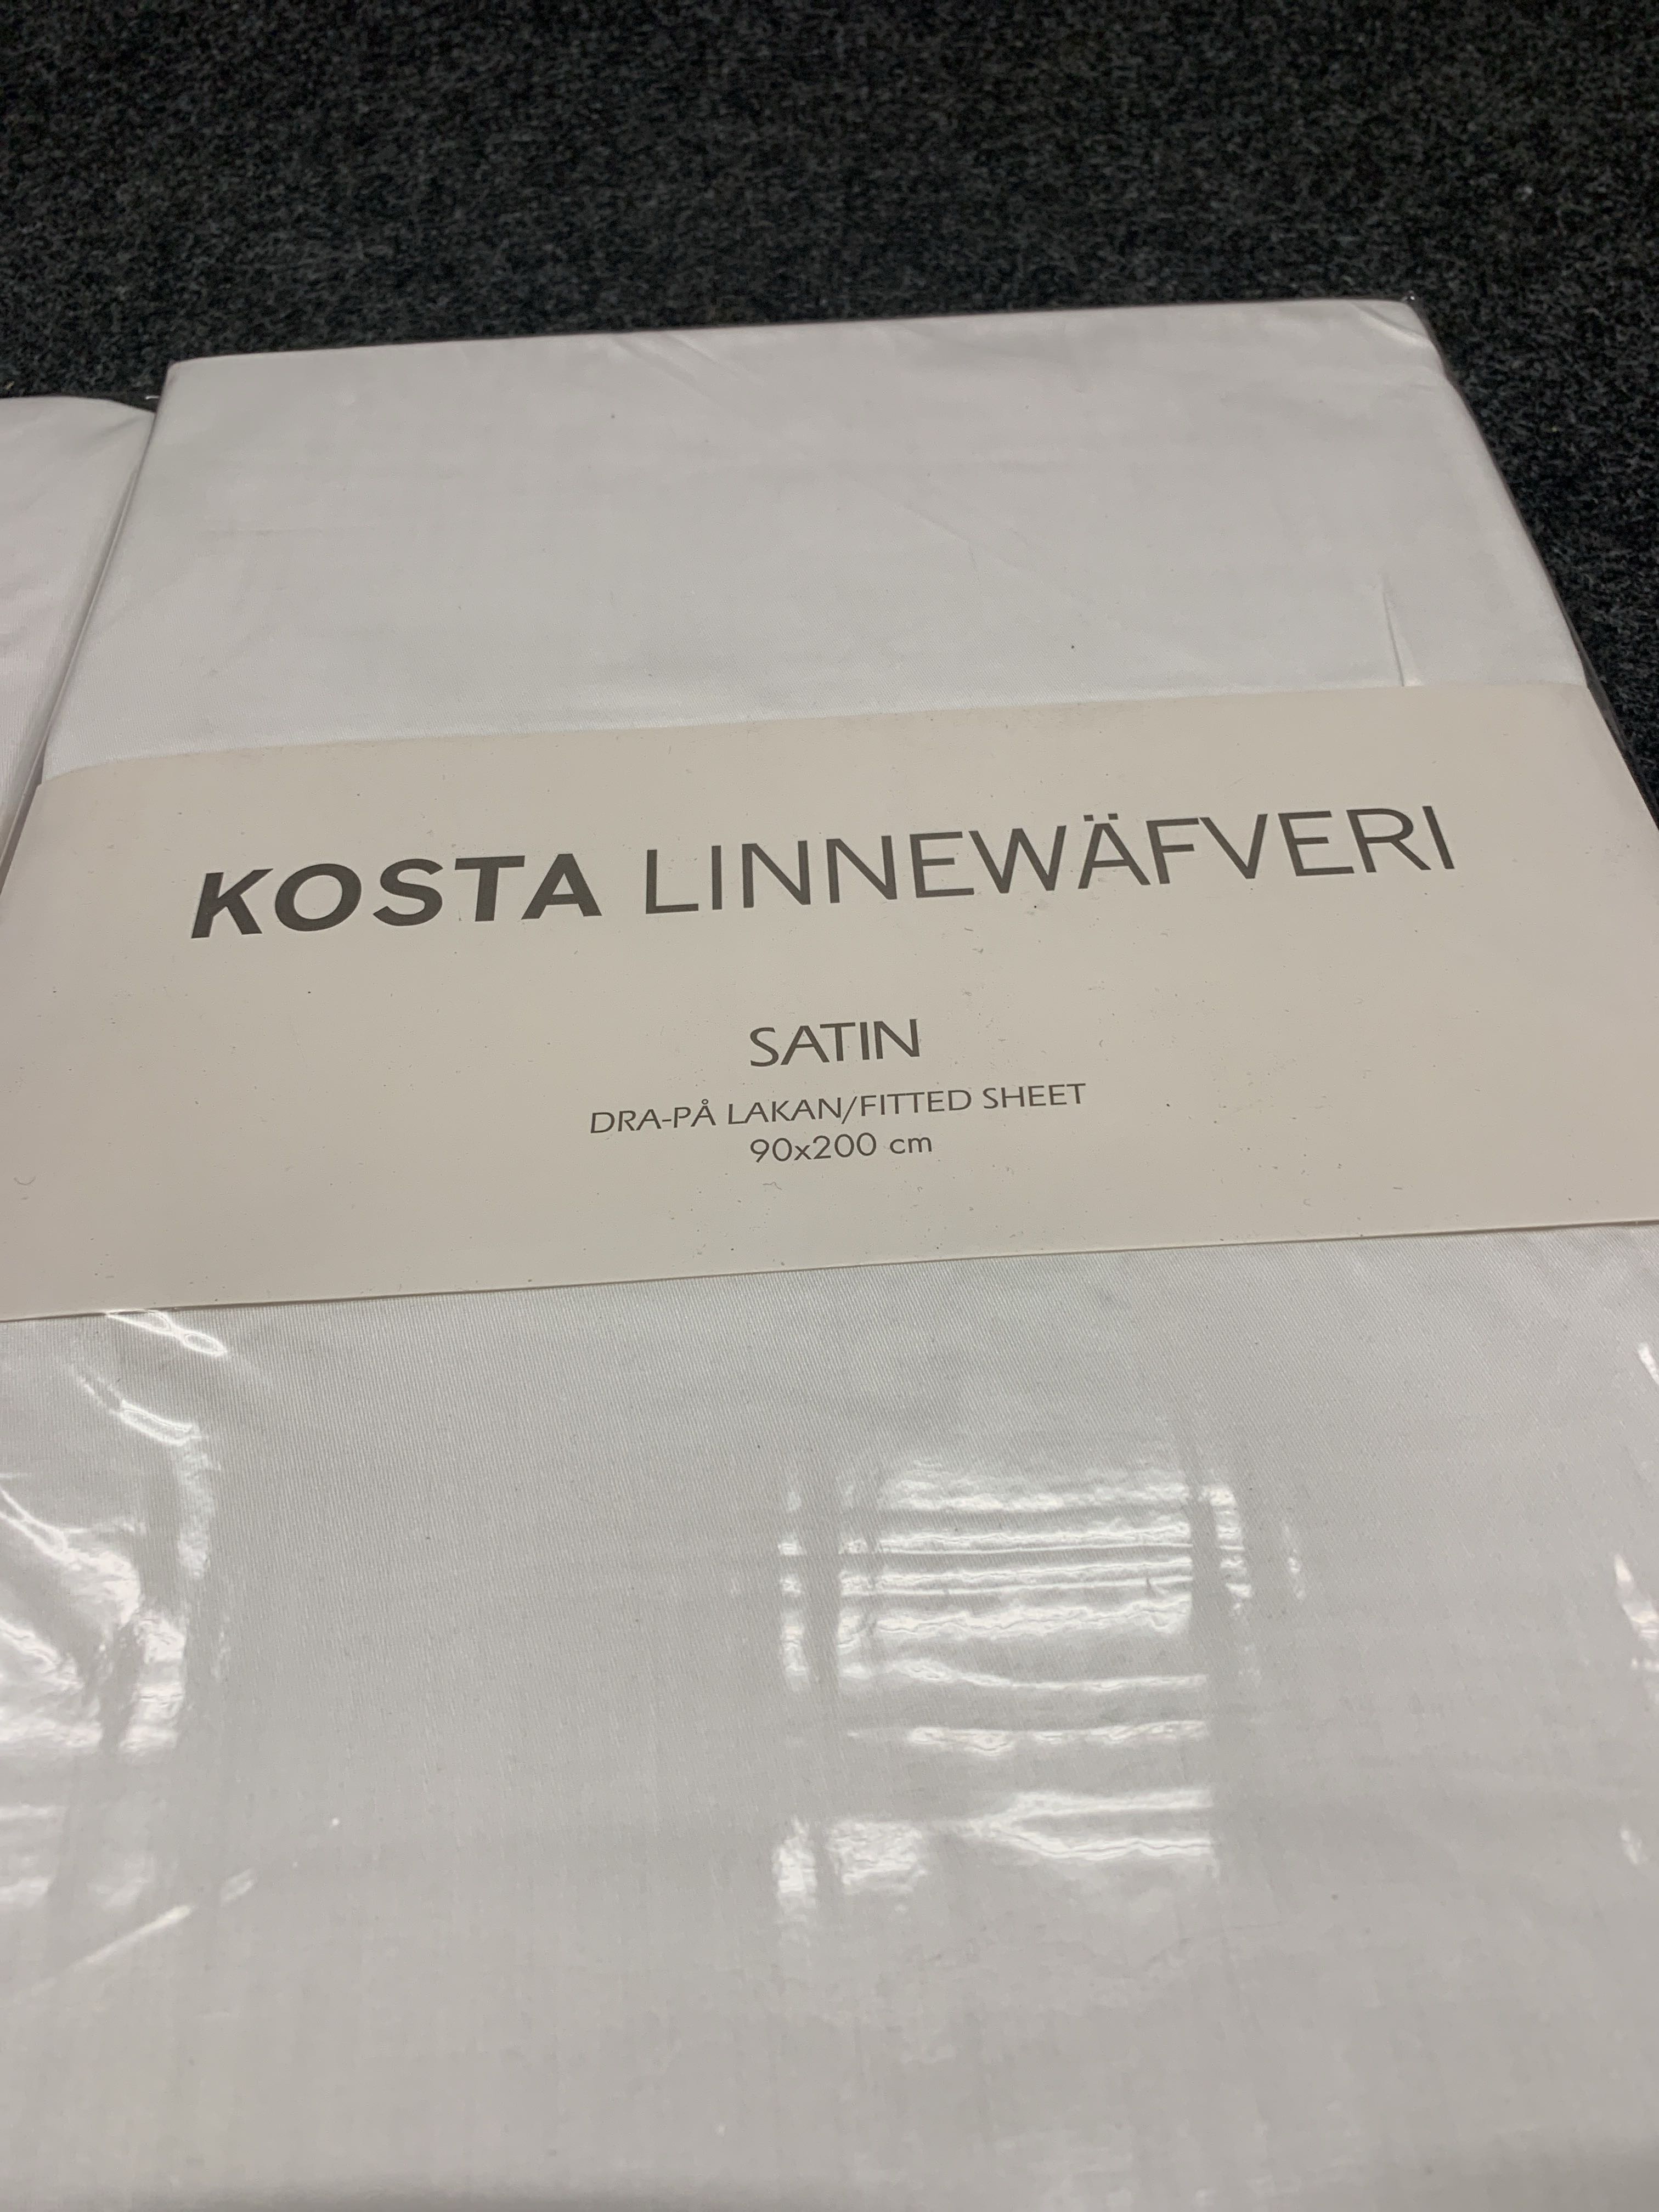 KOSTA LINNEWÄFVERI
SATIN
DRA-PÅ LAKAN/FITTED SHEET
90x200 cm